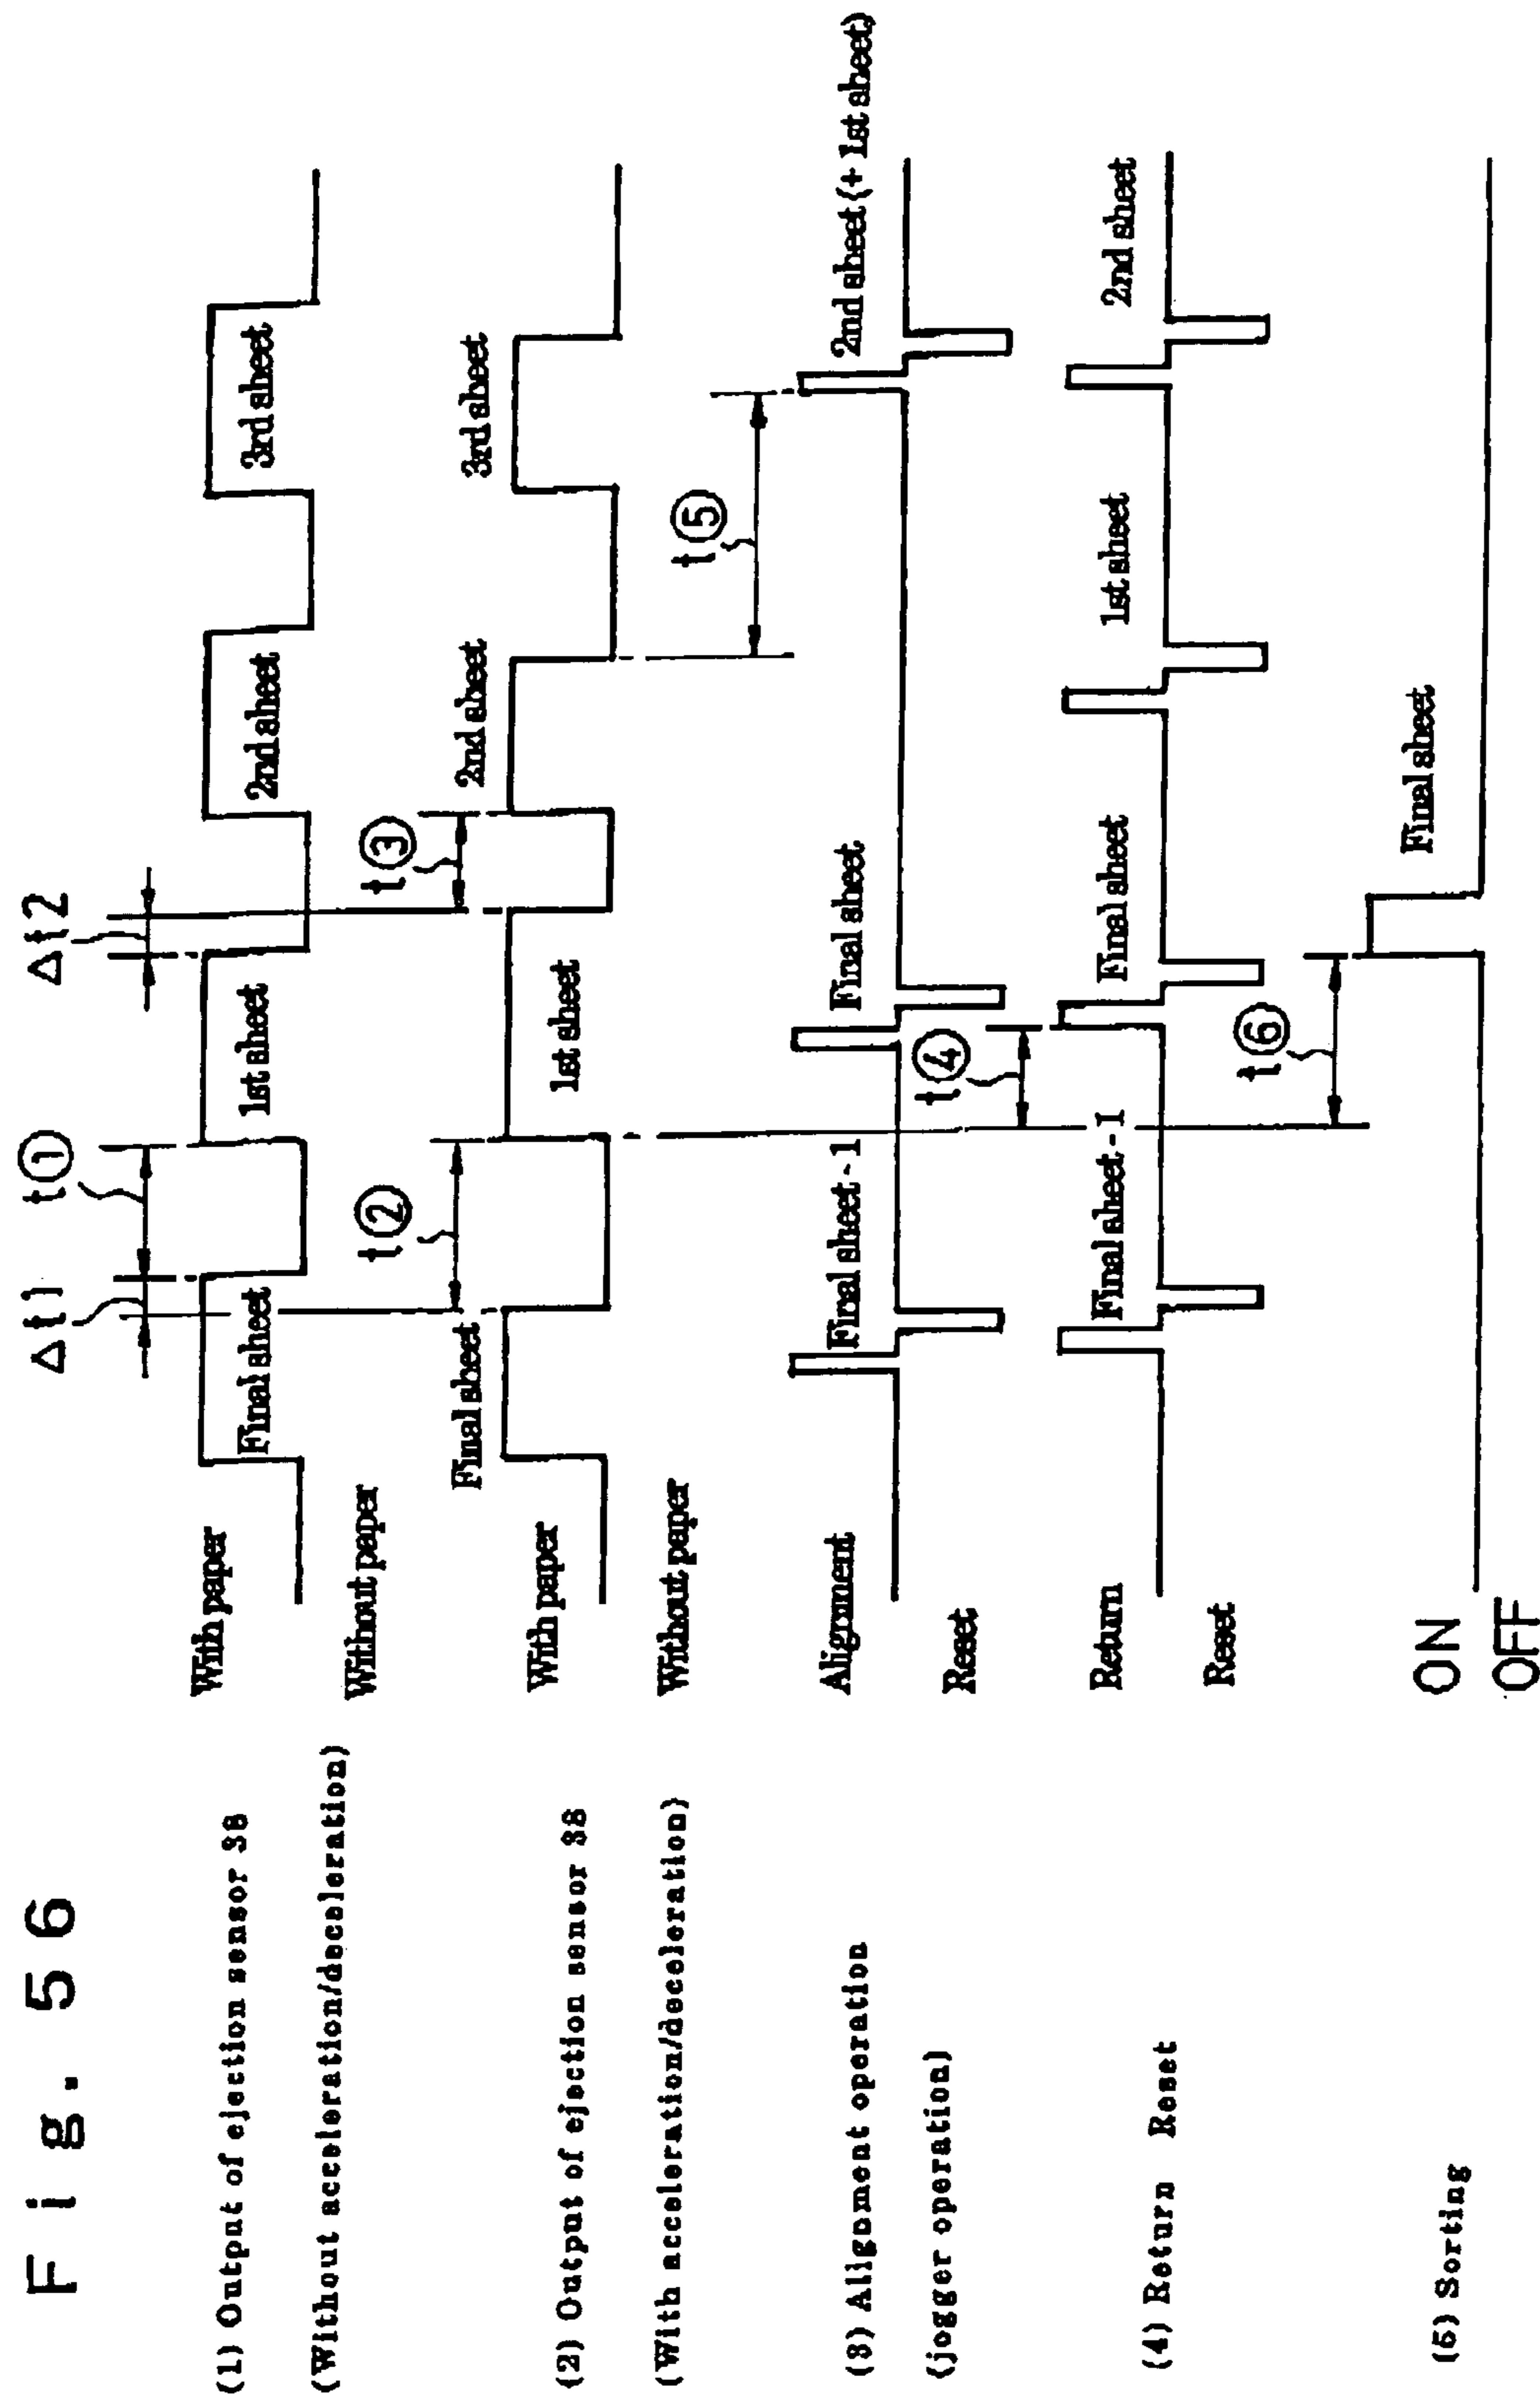 Fig. 56
Δt1 t① Δt2
(1) Output of ejection sensor 38
(Without acceleration/deceleration)
With paper
Without paper
Final sheet 1st sheet 2nd sheet 3rd sheet
t② t③
(2) Output of ejection sensor 38
(With acceleration/deceleration)
With paper
Without paper
Final sheet 1st sheet 2nd sheet 3rd sheet
t⑤
(3) Alignment operation
(jogger operation)
Alignment
Reset
Final sheet-1 Final sheet 2nd sheet (+ 1st sheet)
t④
(4) Return Reset
Return
Reset
Final sheet-1 Final sheet 1st sheet 2nd sheet
t⑥
(5) Sorting
ON
OFF
Final sheet